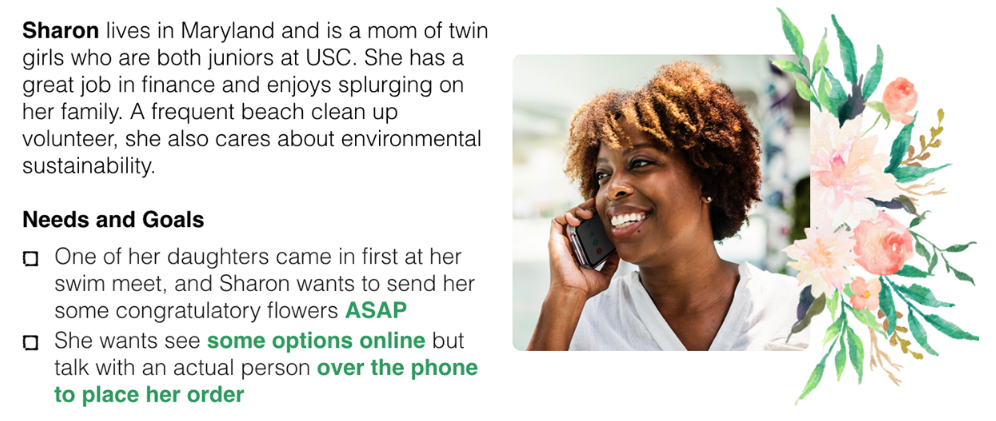 Sharon lives in Maryland and is a mom of twin
girls who are both juniors at USC. She has a
great job in finance and enjoys splurging on
her family. A frequent beach clean up
volunteer, she also cares about environmental
sustainability.
Needs and Goals
One of her daughters came in first at her
swim meet, and Sharon wants to send her
some congratulatory flowers ASAP
She wants see some options online but
talk with an actual person over the phone
to place her order